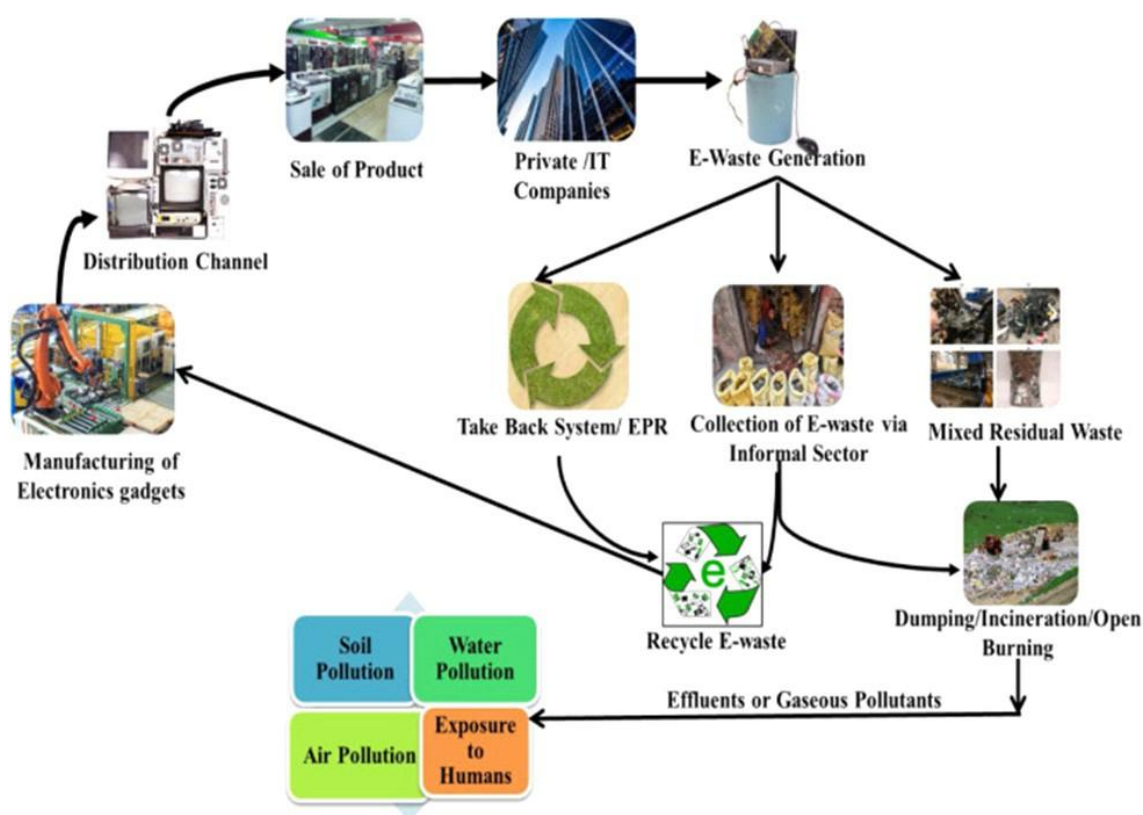 Sale of Product
Private /IT
Companies
E-Waste Generation
Distribution Channel
Manufacturing of
Electronics gadgets
Take Back System/ EPR
Collection of E-waste via
Informal Sector
Mixed Residual Waste
e
Recycle E-waste
Dumping/Incineration/Open
Burning
Effluents or Gaseous Pollutants
Soil
Pollution
Water
Pollution
Air Pollution
Exposure
to
Humans